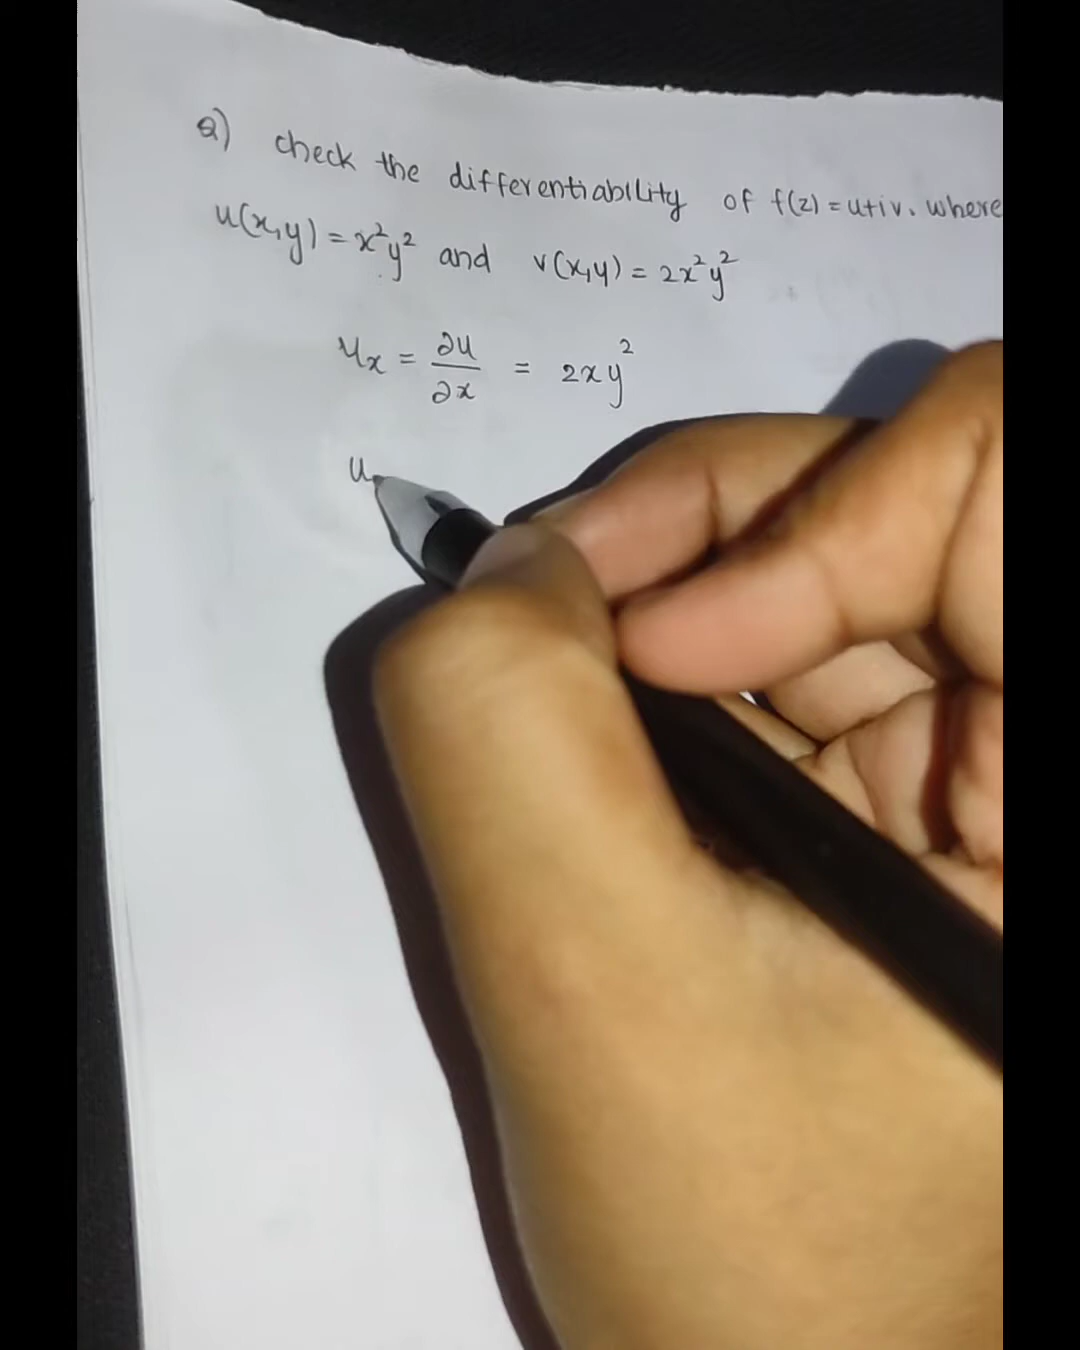 Q) check the differentiability of f(z) = u+iv. where
u(x,y) = x²y² and v(x,y) = 2x²y²
uₓ = ∂u/∂x = 2xy²
u